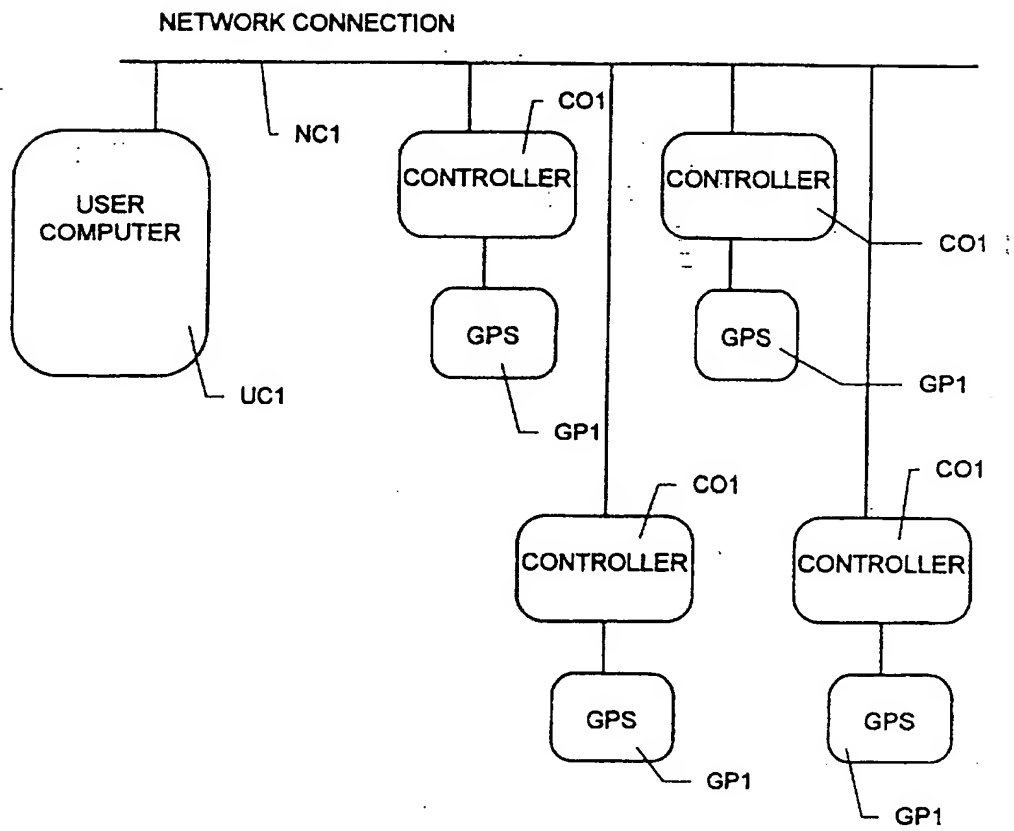 NETWORK CONNECTION
NC1
USER
COMPUTER
UC1
CO1
CONTROLLER
GPS
GP1
CONTROLLER
CO1
GPS
GP1
CO1
CONTROLLER
GPS
GP1
CO1
CONTROLLER
GPS
GP1